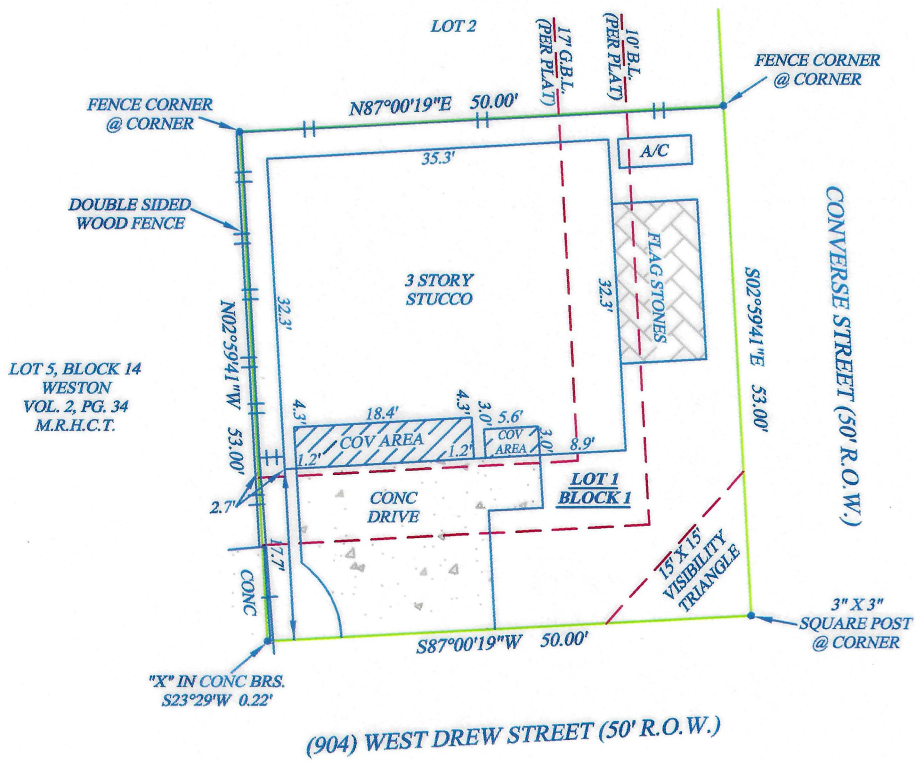 LOT 2
17' G.B.L.
(PER PLAT)
10' B.L.
(PER PLAT)
FENCE CORNER
@ CORNER
FENCE CORNER
@ CORNER
N87°00'19"E 50.00'
35.3'
A/C
DOUBLE SIDED
WOOD FENCE
3 STORY
STUCCO
FLAG STONES
CONVERSE STREET (50' R.O.W.)
32.3'
32.3'
N02°59'41"W 53.00'
S02°59'41"E 53.00'
LOT 5, BLOCK 14
WESTON
VOL. 2, PG. 34
M.R.H.C.T.
4.3'
18.4'
4.3'
3.0'
5.6'
3.0'
COV AREA
COV
AREA
8.9'
1.2'
1.2'
2.7'
CONC
DRIVE
LOT 1
BLOCK 1
17.7'
CONC
15' X 15'
VISIBILITY
TRIANGLE
3" X 3"
SQUARE POST
@ CORNER
S87°00'19"W 50.00'
"X" IN CONC BRS.
S23°29'W 0.22'
(904) WEST DREW STREET (50' R.O.W.)